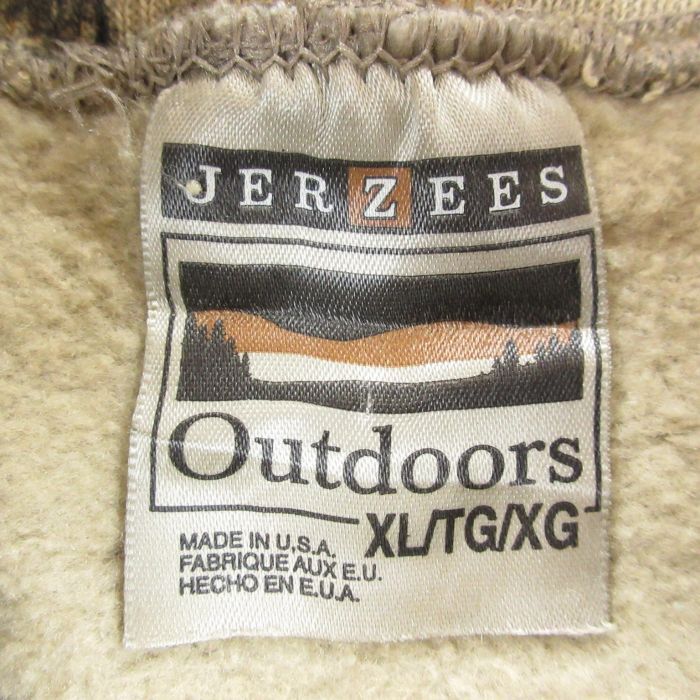 JERZEES
Outdoors
XL/TG/XG
MADE IN U.S.A.
FABRIQUE AUX E.U.
HECHO EN E.U.A.